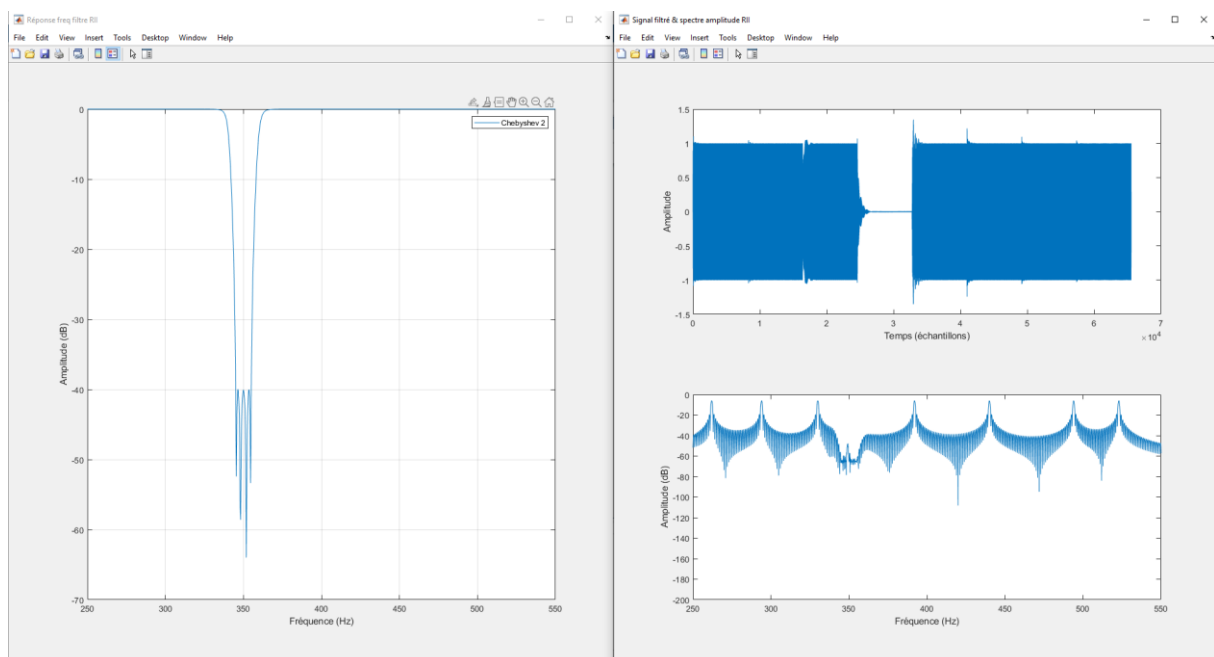 Réponse freq filtre RII
File Edit View Insert Tools Desktop Window Help
Chebyshev 2
0
-10
-20
-30
-40
-50
-60
-70
Amplitude (dB)
250 300 350 400 450 500 550
Fréquence (Hz)
Signal filtré & spectre amplitude RII
File Edit View Insert Tools Desktop Window Help
1.5
1
0.5
0
-0.5
-1
-1.5
Amplitude
0 1 2 3 4 5 6 7
Temps (échantillons)
× 10^4
0
-20
-40
-60
-80
-100
-120
-140
-160
-180
-200
Amplitude (dB)
250 300 350 400 450 500 550
Fréquence (Hz)